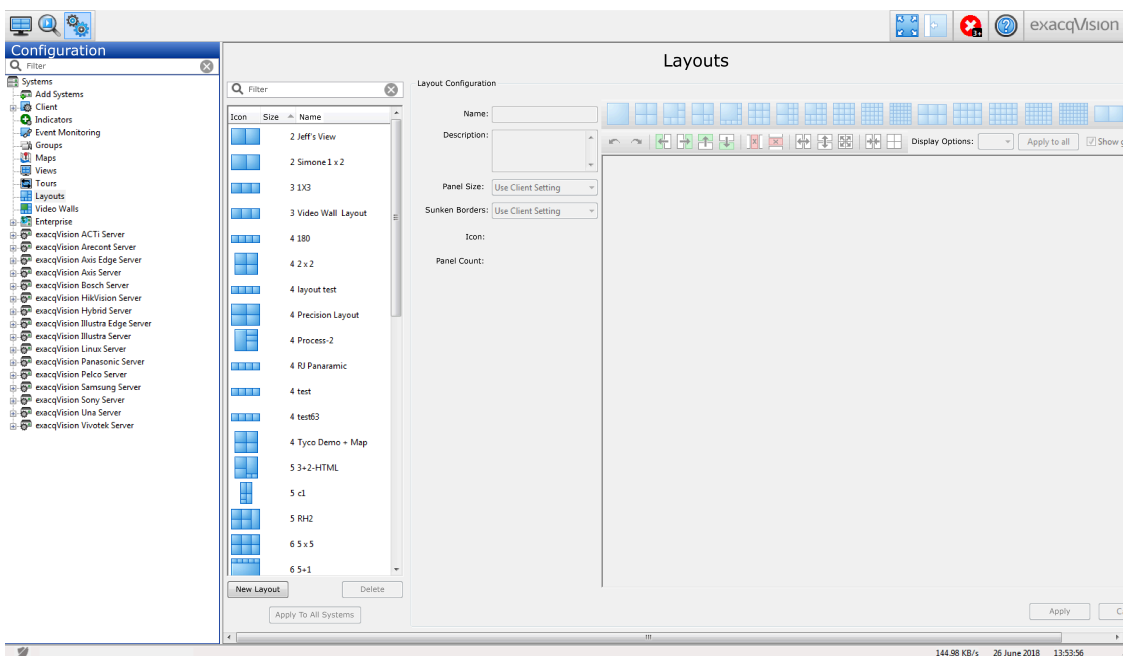 3+
exacqVision
Configuration
Filter
Systems
Add Systems
Client
Indicators
Event Monitoring
Groups
Maps
Views
Tours
Layouts
Video Walls
Enterprise
exacqVision ACTi Server
exacqVision Arecont Server
exacqVision Axis Edge Server
exacqVision Axis Server
exacqVision Bosch Server
exacqVision HikVision Server
exacqVision Hybrid Server
exacqVision Illustra Edge Server
exacqVision Illustra Server
exacqVision Linux Server
exacqVision Panasonic Server
exacqVision Pelco Server
exacqVision Samsung Server
exacqVision Sony Server
exacqVision Una Server
exacqVision Vivotek Server
Layouts
Filter
Icon Size Name
2 Jeff's View
2 Simone 1 x 2
3 1X3
3 Video Wall Layout
4 180
4 2 x 2
4 layout test
4 Precision Layout
4 Process-2
4 RJ Panaramic
4 test
4 test63
4 Tyco Demo + Map
5 3+2-HTML
5 c1
5 RH2
6 5 x 5
6 5+1
New Layout Delete
Apply To All Systems
Layout Configuration
Name:
Description:
Panel Size: Use Client Setting
Sunken Borders: Use Client Setting
Icon:
Panel Count:
Display Options: Apply to all Show g
Apply C
144.98 KB/s 26 June 2018 13:53:56